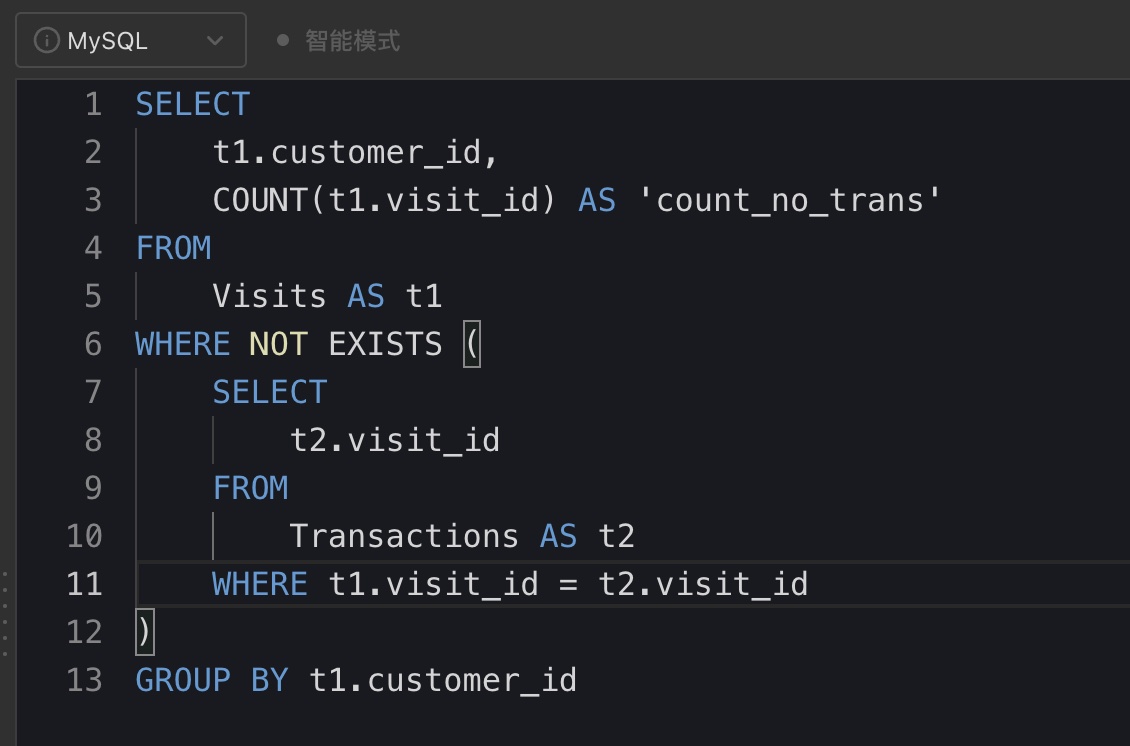 MySQL 智能模式
1 SELECT
2 t1.customer_id,
3 COUNT(t1.visit_id) AS 'count_no_trans'
4 FROM
5 Visits AS t1
6 WHERE NOT EXISTS (
7 SELECT
8 t2.visit_id
9 FROM
10 Transactions AS t2
11 WHERE t1.visit_id = t2.visit_id
12 )
13 GROUP BY t1.customer_id